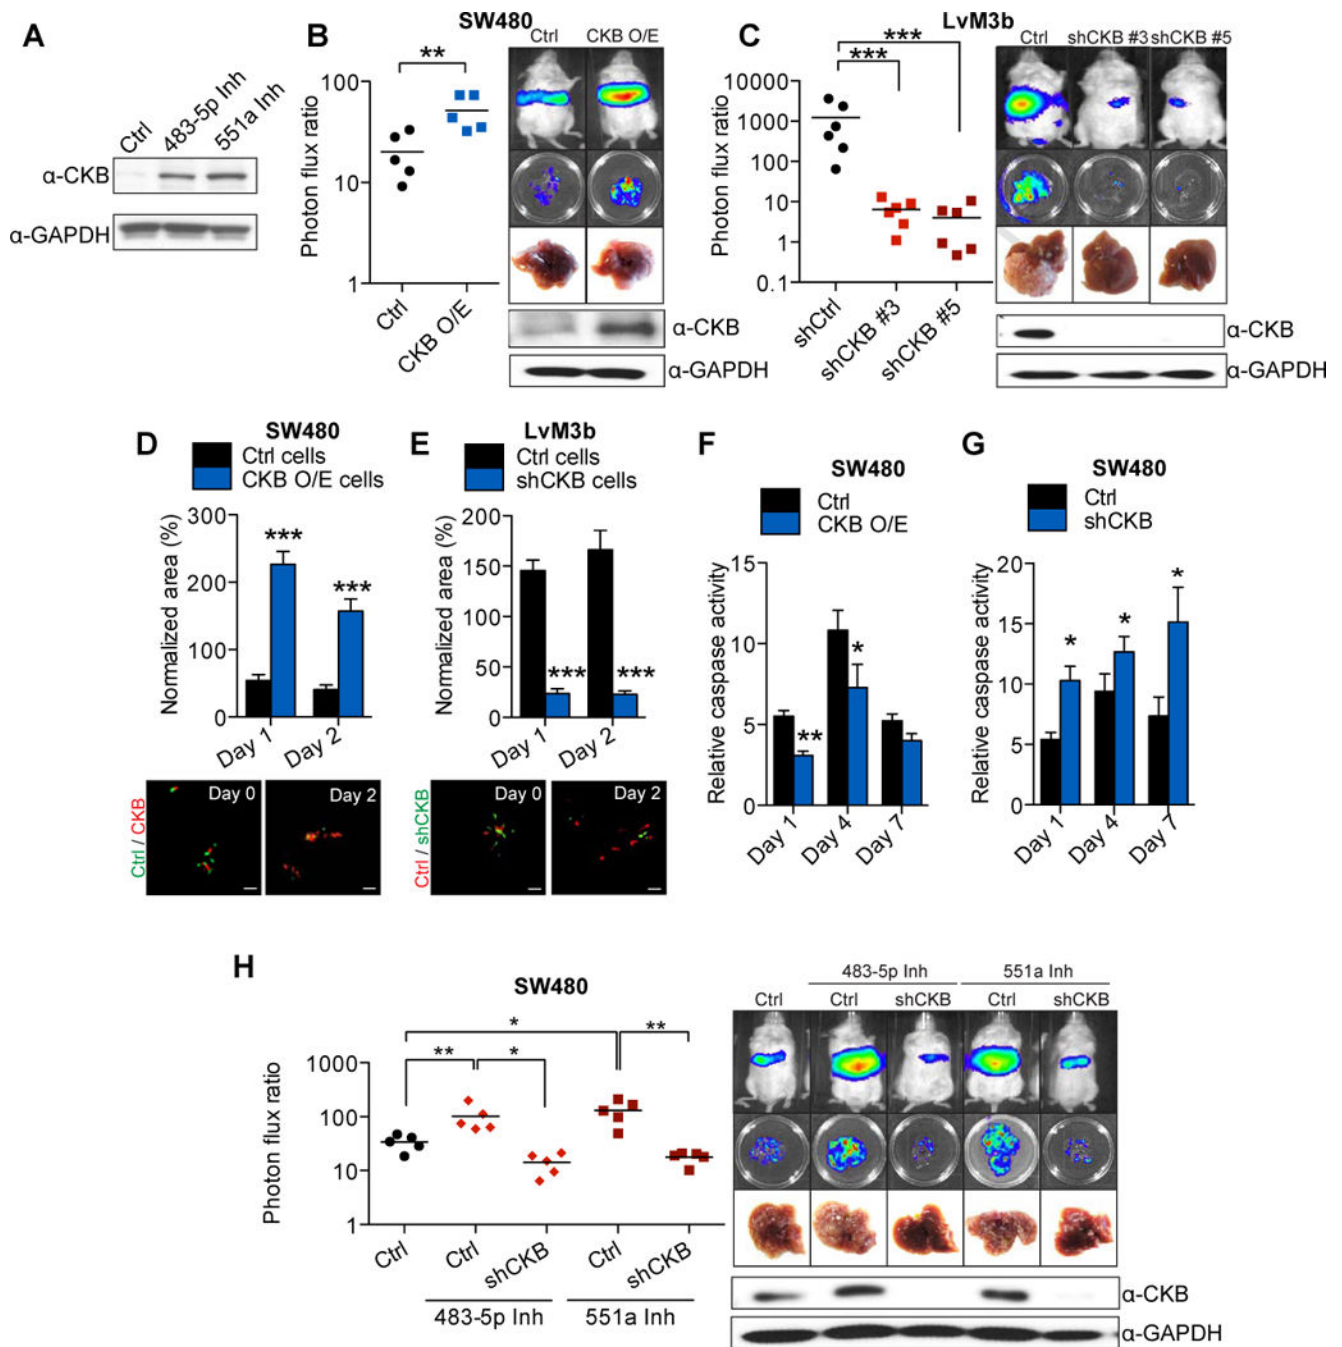 A
Ctrl
483-5p Inh
551a Inh
α-CKB
α-GAPDH
B
SW480
**
Photon flux ratio
100
10
1
Ctrl
CKB O/E
Ctrl CKB O/E
α-CKB
α-GAPDH
C
LvM3b
***
***
Photon flux ratio
10000
1000
100
10
1
0.1
shCtrl
shCKB #3
shCKB #5
Ctrl shCKB #3 shCKB #5
α-CKB
α-GAPDH
D
SW480
Ctrl cells
CKB O/E cells
Normalized area (%)
300
200
100
0
***
***
Day 1
Day 2
Ctrl / CKB
Day 0
Day 2
E
LvM3b
Ctrl cells
shCKB cells
Normalized area (%)
200
150
100
50
0
***
***
Day 1
Day 2
Ctrl / shCKB
Day 0
Day 2
F
SW480
Ctrl
CKB O/E
Relative caspase activity
15
10
5
0
**
*
Day 1
Day 4
Day 7
G
SW480
Ctrl
shCKB
Relative caspase activity
20
15
10
5
0
*
*
*
Day 1
Day 4
Day 7
H
SW480
*
**
**
*
Photon flux ratio
1000
100
10
1
Ctrl
Ctrl
shCKB
Ctrl
shCKB
483-5p Inh
551a Inh
483-5p Inh 551a Inh
Ctrl Ctrl shCKB Ctrl shCKB
α-CKB
α-GAPDH